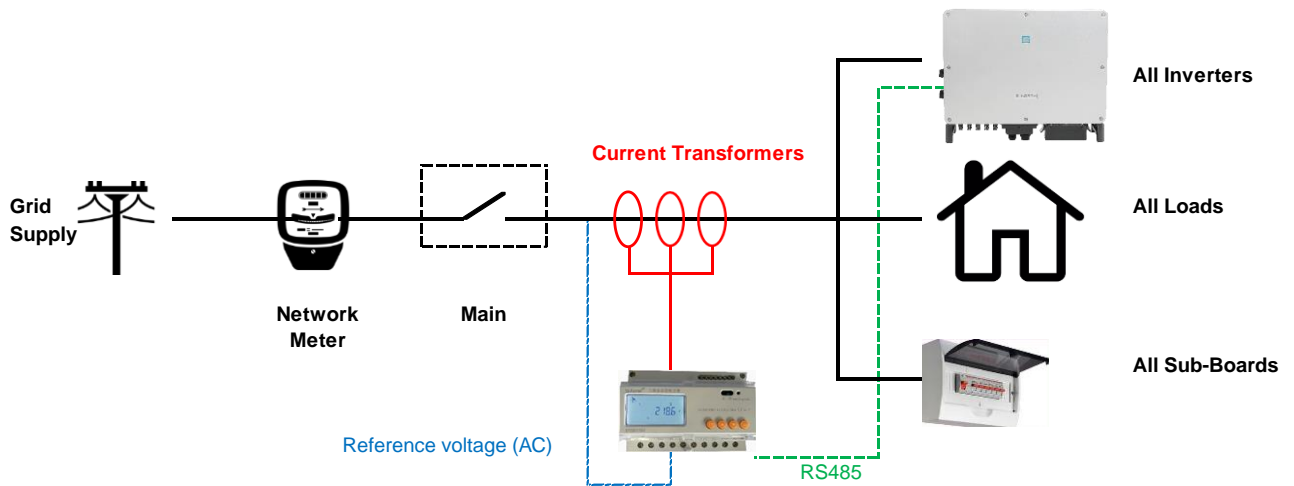 All Inverters
Current Transformers
Grid
Supply
All Loads
Network
Meter
Main
All Sub-Boards
Reference voltage (AC)
RS485